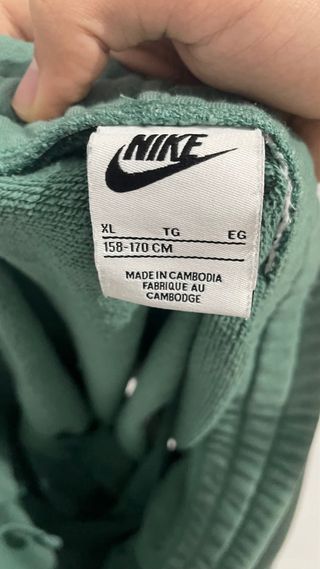 NIKE
XL TG EG
158-170 CM
MADE IN CAMBODIA
FABRIQUE AU
CAMBODGE